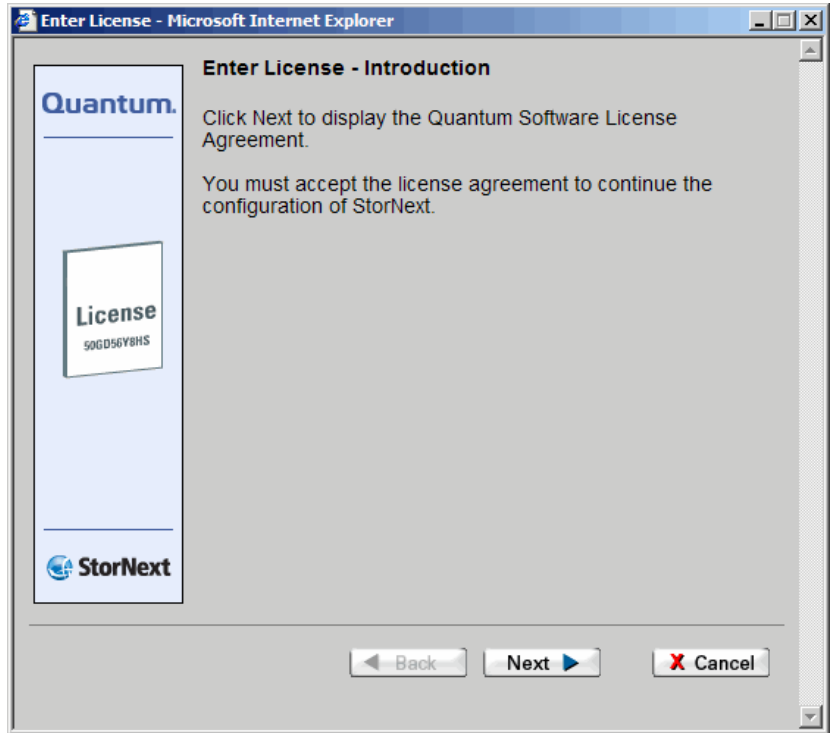 Enter License - Microsoft Internet Explorer
Enter License - Introduction
Quantum.
Click Next to display the Quantum Software License
Agreement.
You must accept the license agreement to continue the
configuration of StorNext.
License
50GD56Y8HS
StorNext
Back
Next
X Cancel